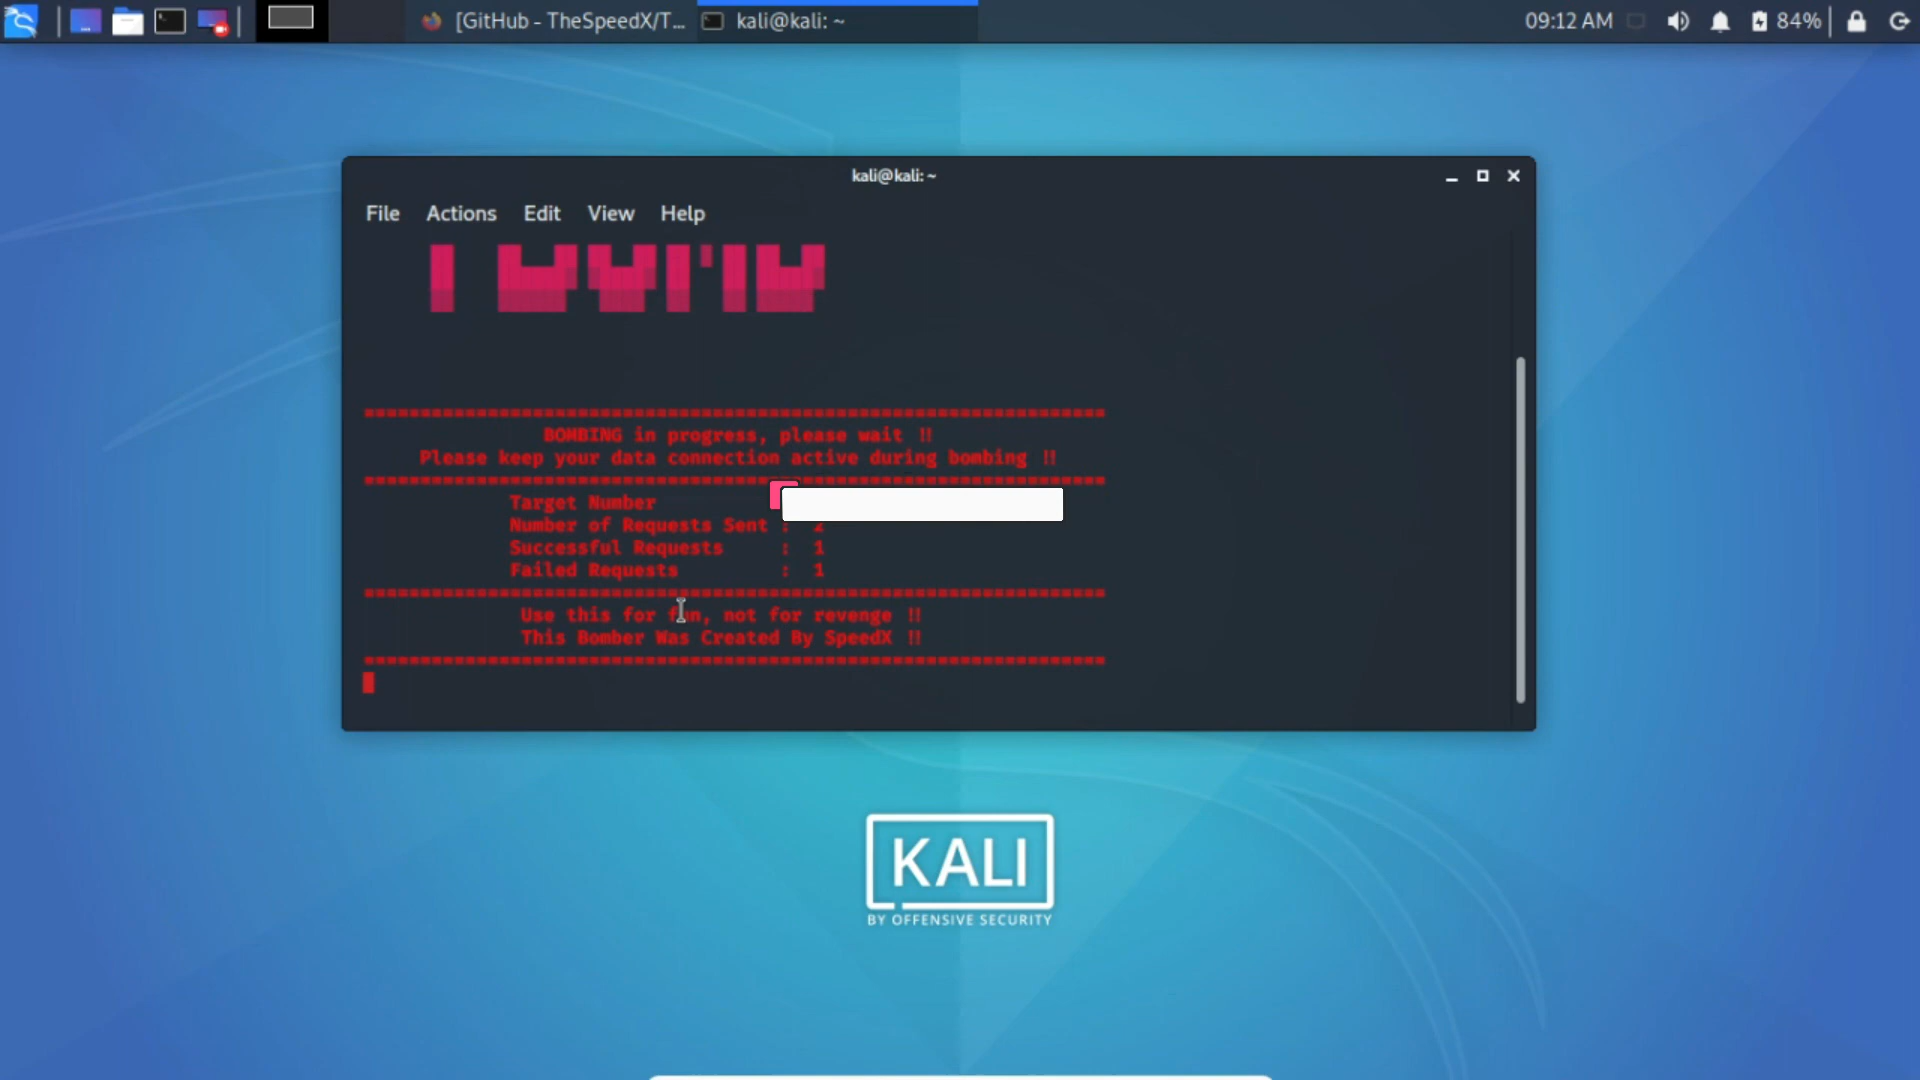 [GitHub - TheSpeedX/T...
kali@kali: ~
09:12 AM
84%
kali@kali: ~
File Actions Edit View Help
BOMBING in progress, please wait !!
Please keep your data connection active during bombing !!
Target Number
Number of Requests Sent : 2
Successful Requests : 1
Failed Requests : 1
Use this for fun, not for revenge !!
This Bomber Was Created By SpeedX !!
KALI
BY OFFENSIVE SECURITY